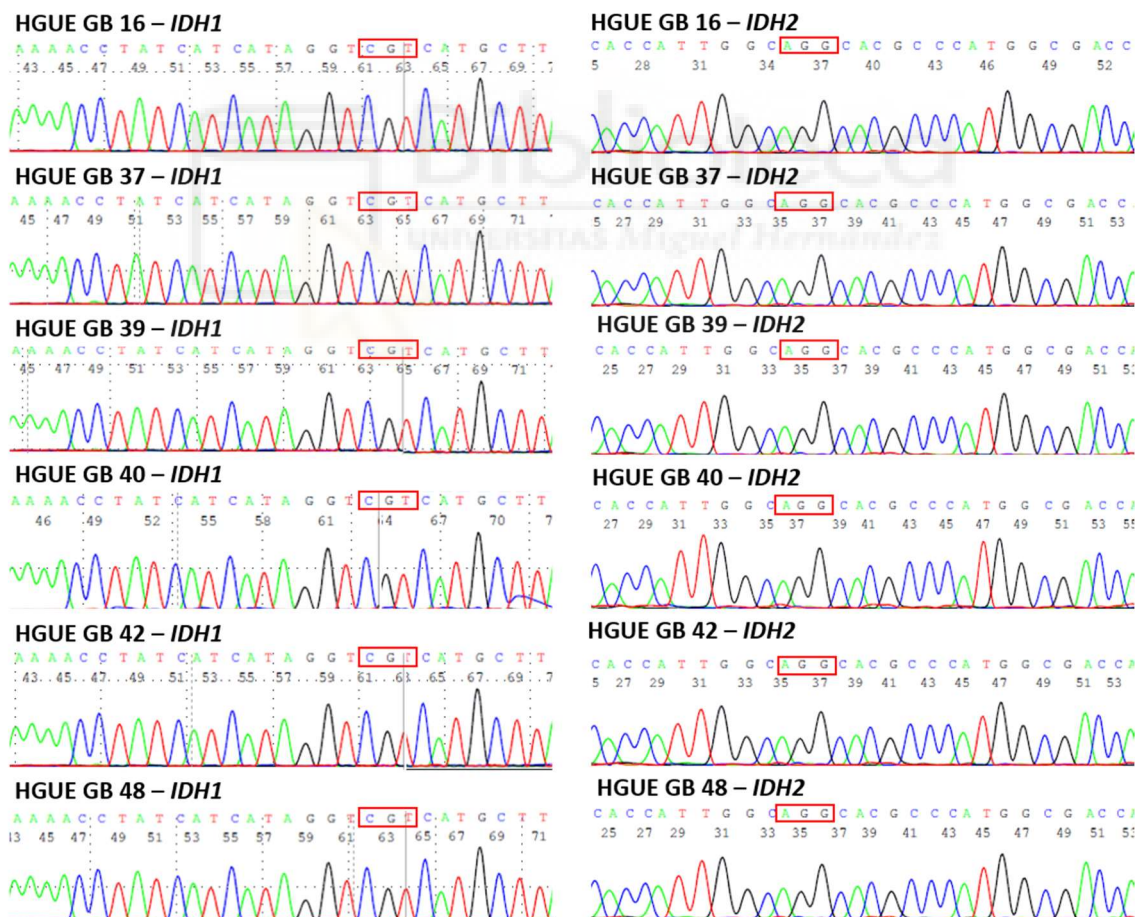 HGUE GB 16 – IDH1
A A A A C C T A T C A T C A T A G G T C G T C A T G C T T
43 45 47 49 51 53 55 57 59 61 63 65 67 69 7
HGUE GB 16 – IDH2
C A C C A T T G G C A G G C A C G C C C A T G G C G A C C
5 28 31 34 37 40 43 46 49 52
Biblioteca
UNIVERSITAS Miguel Hernández
HGUE GB 37 – IDH1
A A A A C C T A T C A T C A T A G G T C G T C A T G C T T
45 47 49 51 53 55 57 59 61 63 65 67 69 71
HGUE GB 37 – IDH2
C A C C A T T G G C A G G C A C G C C C A T G G C G A C C
5 27 29 31 33 35 37 39 41 43 45 47 49 51
HGUE GB 39 – IDH1
A A A A C C T A T C A T C A T A G G T C G T C A T G C T T
45 47 49 51 53 55 57 59 61 63 65 67 69 71
HGUE GB 39 – IDH2
C A C C A T T G G C A G G C A C G C C C A T G G C G A C C A
25 27 29 31 33 35 37 39 41 43 45 47 49 51 5
HGUE GB 40 – IDH1
A A A A C C T A T C A T C A T A G G T C G T C A T G C T T
46 49 52 55 58 61 64 67 70 7
HGUE GB 40 – IDH2
C A C C A T T G G C A G G C A C G C C C A T G G C G A C C A
27 29 31 33 35 37 39 41 43 45 47 49 51 53 55
HGUE GB 42 – IDH1
A A A A C C T A T C A T C A T A G G T C G T C A T G C T T
43 45 47 49 51 53 55 57 59 61 63 65 67 69 7
HGUE GB 42 – IDH2
C A C C A T T G G C A G G C A C G C C C A T G G C G A C C A
5 27 29 31 33 35 37 39 41 43 45 47 49 51 53
HGUE GB 48 – IDH1
A A A A C C T A T C A T C A T A G G T C G T C A T G C T T
43 45 47 49 51 53 55 57 59 61 63 65 67 69 71
HGUE GB 48 – IDH2
C A C C A T T G G C A G G C A C G C C C A T G G C G A C C A
25 27 29 31 33 35 37 39 41 43 45 47 49 51 53